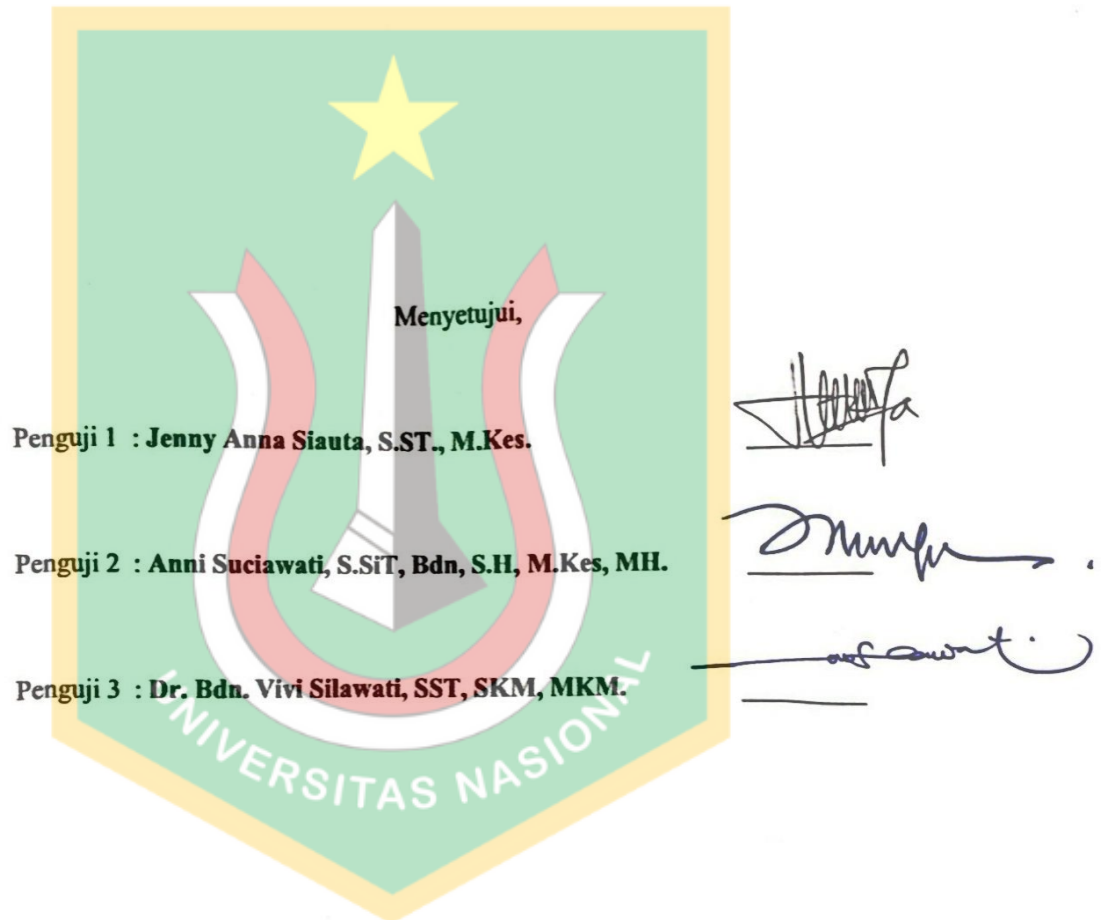 Menyetujui,
Penguji 1 : Jenny Anna Siauta, S.ST., M.Kes.
Penguji 2 : Anni Suciawati, S.SiT, Bdn, S.H, M.Kes, MH.
Penguji 3 : Dr. Bdn. Vivi Silawati, SST, SKM, MKM.
UNIVERSITAS NASIONAL